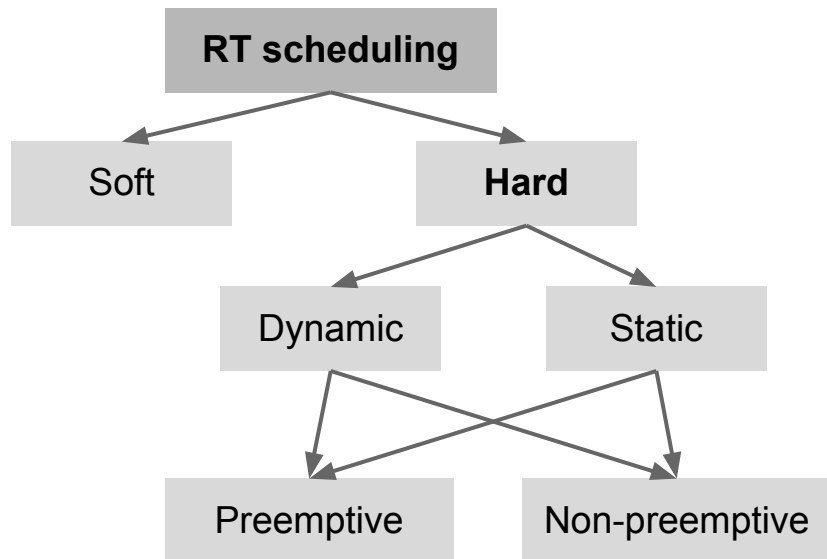 RT scheduling
Soft
Hard
Dynamic
Static
Preemptive
Non-preemptive